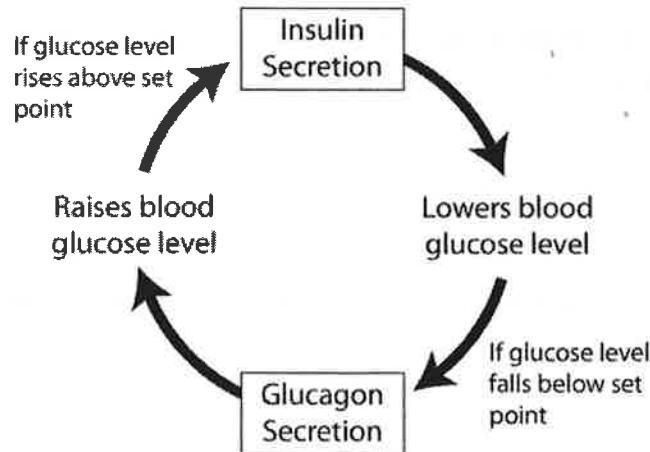 If glucose level
rises above set
point
Insulin
Secretion
Raises blood
glucose level
Lowers blood
glucose level
If glucose level
falls below set
point
Glucagon
Secretion